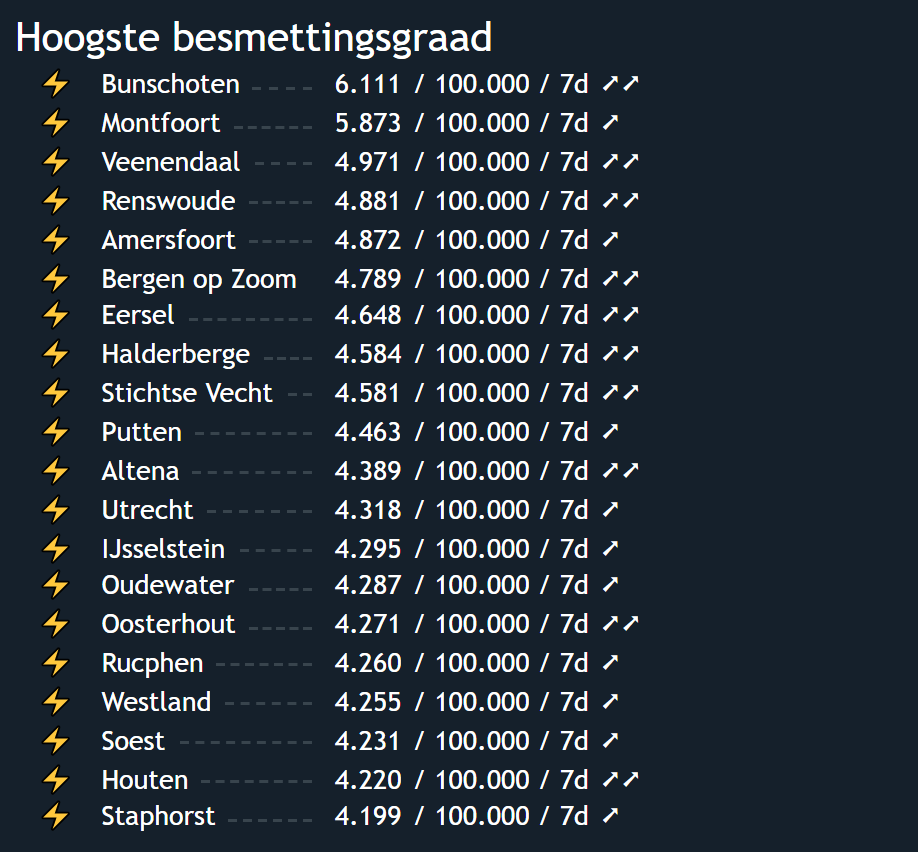 Hoogste besmettingsgraad
⚡ Bunschoten ---- 6.111 / 100.000 / 7d ➚➚
⚡ Montfoort ------ 5.873 / 100.000 / 7d ➚
⚡ Veenendaal ---- 4.971 / 100.000 / 7d ➚➚
⚡ Renswoude ----- 4.881 / 100.000 / 7d ➚➚
⚡ Amersfoort ----- 4.872 / 100.000 / 7d ➚
⚡ Bergen op Zoom 4.789 / 100.000 / 7d ➚➚
⚡ Eersel ---------- 4.648 / 100.000 / 7d ➚➚
⚡ Halderberge ---- 4.584 / 100.000 / 7d ➚➚
⚡ Stichtse Vecht -- 4.581 / 100.000 / 7d ➚➚
⚡ Putten --------- 4.463 / 100.000 / 7d ➚
⚡ Altena --------- 4.389 / 100.000 / 7d ➚➚
⚡ Utrecht -------- 4.318 / 100.000 / 7d ➚
⚡ IJsselstein ------ 4.295 / 100.000 / 7d ➚
⚡ Oudewater ----- 4.287 / 100.000 / 7d ➚
⚡ Oosterhout ----- 4.271 / 100.000 / 7d ➚➚
⚡ Rucphen ------- 4.260 / 100.000 / 7d ➚
⚡ Westland ------- 4.255 / 100.000 / 7d ➚
⚡ Soest ---------- 4.231 / 100.000 / 7d ➚
⚡ Houten --------- 4.220 / 100.000 / 7d ➚➚
⚡ Staphorst ------ 4.199 / 100.000 / 7d ➚